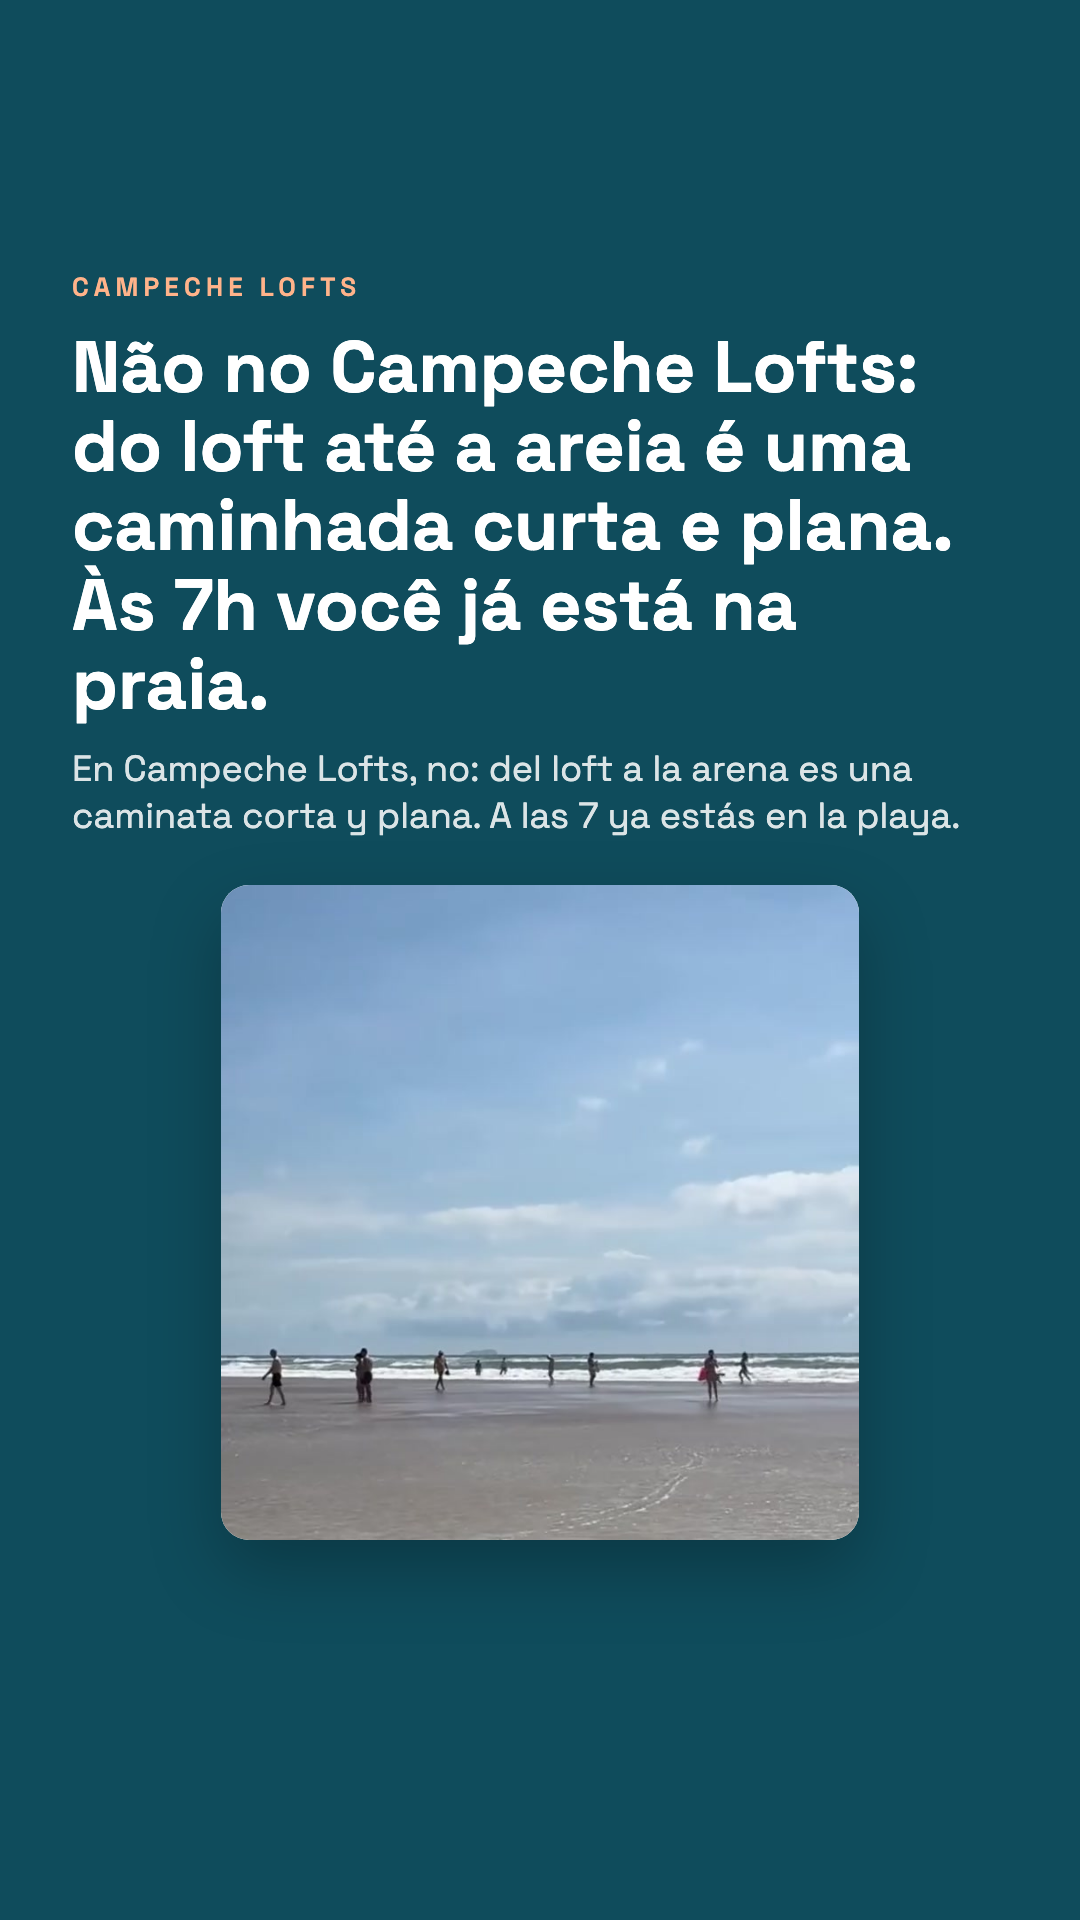 CAMPECHE LOFTS
Não no Campeche Lofts:
do loft até a areia é uma
caminhada curta e plana.
Às 7h você já está na
praia.
En Campeche Lofts, no: del loft a la arena es una
caminata corta y plana. A las 7 ya estás en la playa.